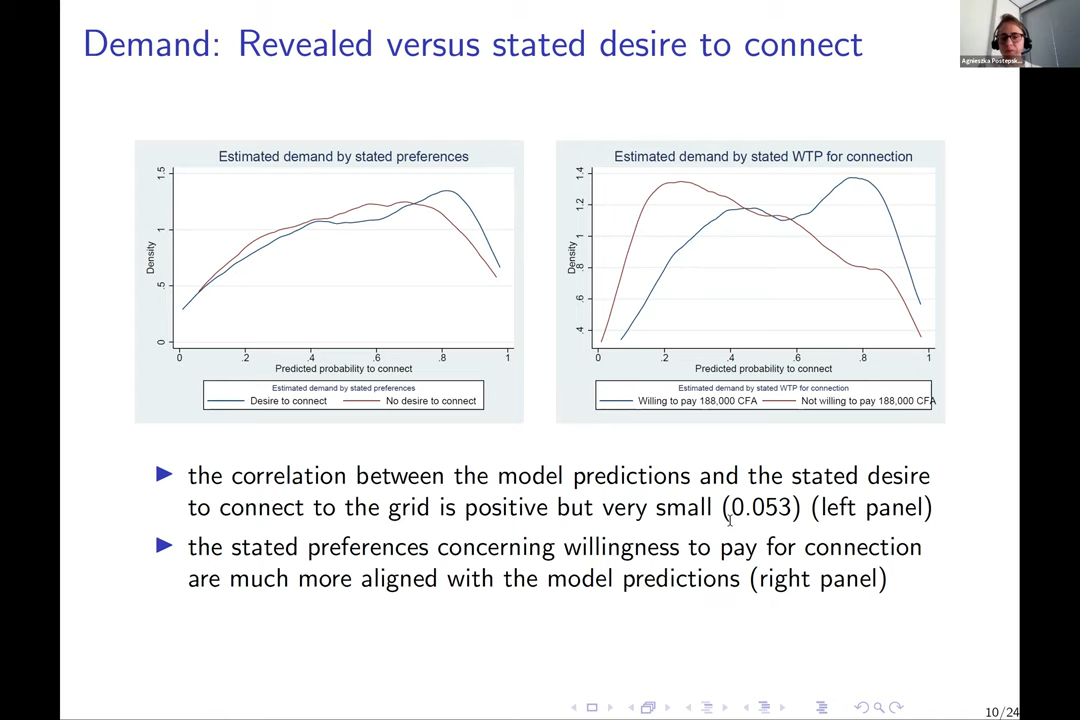 Demand: Revealed versus stated desire to connect
Agnieszka Postepsk...
Estimated demand by stated preferences
Density
0 .5 1 1.5
0 .2 .4 .6 .8 1
Predicted probability to connect
Estimated demand by stated preferences
Desire to connect No desire to connect
Estimated demand by stated WTP for connection
Density
.4 .6 .8 1 1.2 1.4
0 .2 .4 .6 .8 1
Predicted probability to connect
Estimated demand by stated WTP for connection
Willing to pay 188,000 CFA Not willing to pay 188,000 CFA
the correlation between the model predictions and the stated desire
to connect to the grid is positive but very small (0.053) (left panel)
the stated preferences concerning willingness to pay for connection
are much more aligned with the model predictions (right panel)
10/24